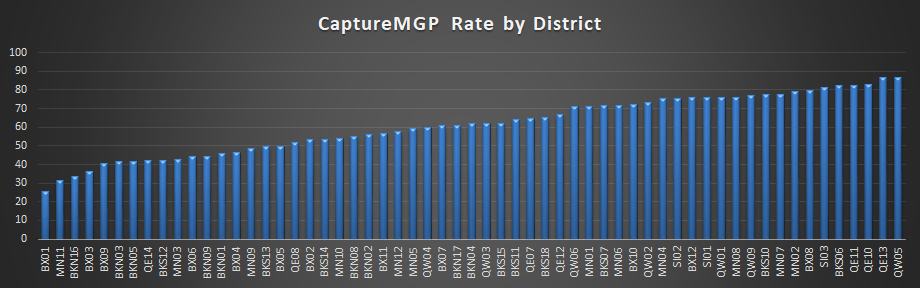 CaptureMGP Rate by District
100
90
80
70
60
50
40
30
20
10
0
BX01
MN11
BKN16
BX03
BX09
BKN03
BKN05
QE14
BKS12
MN03
BX06
BKN09
BKN01
BX04
MN09
BKS13
BX05
QE08
BX02
BKS14
MN10
BKN08
BKN02
BX11
MN12
MN05
QW04
BX07
BKN17
BKN04
QW03
BKS15
BKS11
QE07
BKS18
QE12
QW06
MN01
BKS07
MN06
BX10
QW02
MN04
SI02
BX12
SI01
QW01
MN08
QW09
BKS10
MN07
MN02
BX08
SI03
BKS06
QE11
QE10
QE13
QW05